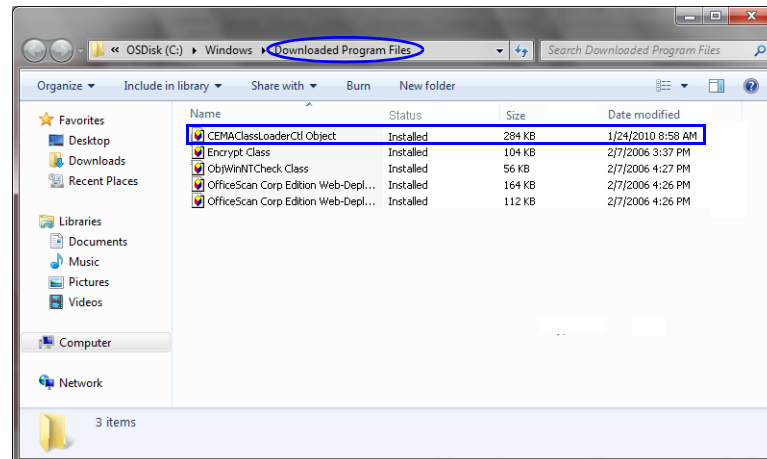 « OSDisk (C:) ▸ Windows ▸ Downloaded Program Files
Search Downloaded Program Files
Organize ▾ Include in library ▾ Share with ▾ Burn New folder
Name Status Size Date modified
CEMAClassLoaderCtl Object Installed 284 KB 1/24/2010 8:58 AM
Encrypt Class Installed 104 KB 2/7/2006 3:37 PM
ObjWinNTCheck Class Installed 56 KB 2/7/2006 4:27 PM
OfficeScan Corp Edition Web-Depl... Installed 164 KB 2/7/2006 4:26 PM
OfficeScan Corp Edition Web-Depl... Installed 112 KB 2/7/2006 4:26 PM
Favorites
Desktop
Downloads
Recent Places
Libraries
Documents
Music
Pictures
Videos
Computer
Network
3 items